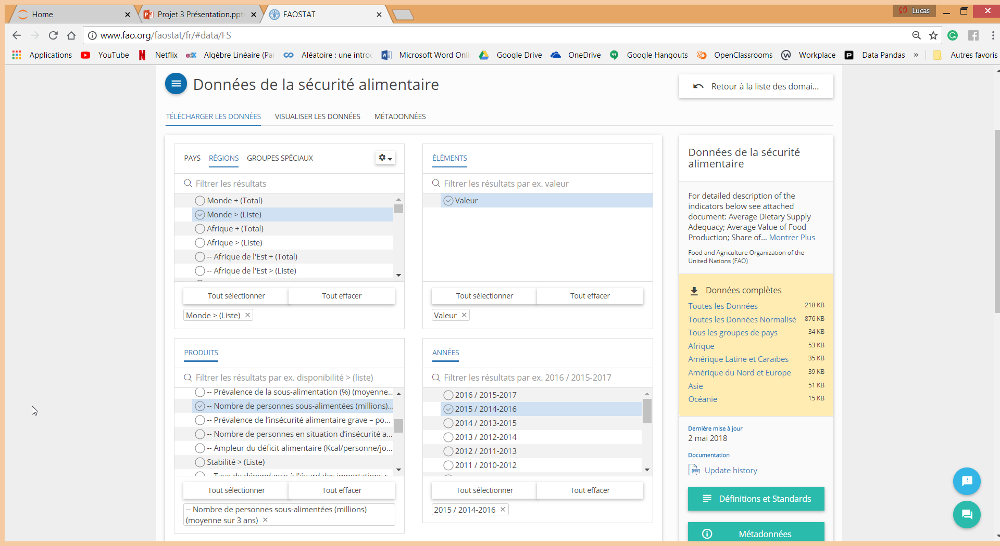 Home
Projet 3 Présentation.ppt
FAOSTAT
Lucas
www.fao.org/faostat/fr/#data/FS
Applications
YouTube
Netflix
edX
Algèbre Linéaire (Par
Aléatoire : une introd
Microsoft Word Onli
Google Drive
OneDrive
Google Hangouts
OpenClassrooms
Workplace
Data Pandas
»
Autres favoris
Données de la sécurité alimentaire
Retour à la liste des domai...
TÉLÉCHARGER LES DONNÉES
VISUALISER LES DONNÉES
MÉTADONNÉES
PAYS
RÉGIONS
GROUPES SPÉCIAUX
Filtrer les résultats
Monde + (Total)
Monde > (Liste)
Afrique + (Total)
Afrique > (Liste)
-- Afrique de l'Est + (Total)
-- Afrique de l'Est > (Liste)
Tout sélectionner
Tout effacer
Monde > (Liste) ×
ÉLÉMENTS
Filtrer les résultats par ex. valeur
Valeur
Tout sélectionner
Tout effacer
Valeur ×
PRODUITS
Filtrer les résultats par ex. disponibilité > (liste)
-- Prévalence de la sous-alimentation (%) (moyenne...
-- Nombre de personnes sous-alimentées (millions)...
-- Prévalence de l’insécurité alimentaire grave – po...
-- Nombre de personnes en situation d’insécurité a...
-- Ampleur du déficit alimentaire (Kcal/personne/jo...
Stabilité > (Liste)
-- Taux de dépendance à l'égard des importations c...
Tout sélectionner
Tout effacer
-- Nombre de personnes sous-alimentées (millions)
(moyenne sur 3 ans) ×
ANNÉES
Filtrer les résultats par ex. 2016 / 2015-2017
2016 / 2015-2017
2015 / 2014-2016
2014 / 2013-2015
2013 / 2012-2014
2012 / 2011-2013
2011 / 2010-2012
Tout sélectionner
Tout effacer
2015 / 2014-2016 ×
Données de la sécurité
alimentaire
For detailed description of the
indicators below see attached
document: Average Dietary Supply
Adequacy; Average Value of Food
Production; Share of... Montrer Plus
Food and Agriculture Organization of the
United Nations (FAO)
Données complètes
Toutes les Données 218 KB
Toutes les Données Normalisé 876 KB
Tous les groupes de pays 34 KB
Afrique 53 KB
Amérique Latine et Caraïbes 35 KB
Amérique du Nord et Europe 39 KB
Asie 51 KB
Océanie 15 KB
Dernière mise à jour
2 mai 2018
Documentation
PDF
Update history
Définitions et Standards
Métadonnées